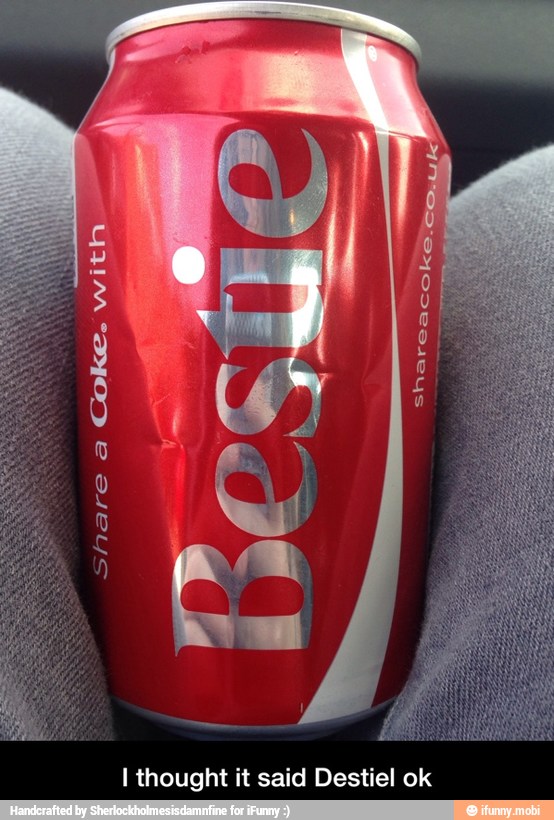 Share a Coke® with
Bestie
shareacoke.co.uk
I thought it said Destiel ok
Handcrafted by Sherlockholmesisdamnfine for iFunny :)
ifunny.mobi